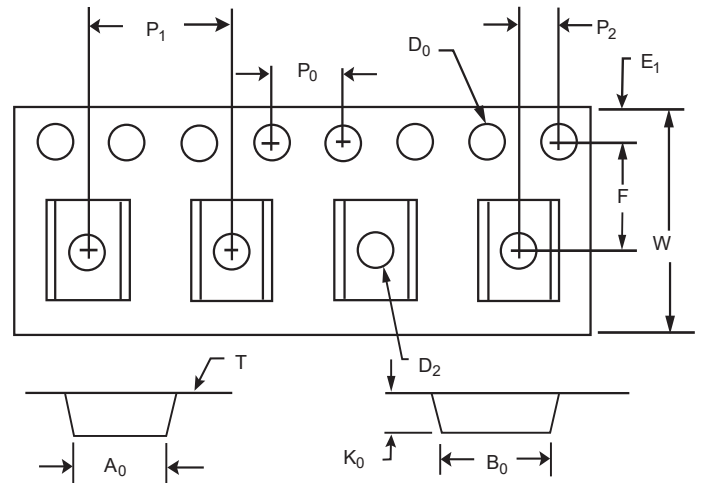 P₁
P₂
D₀
P₀
E₁
F
W
T
D₂
A₀
K₀
B₀